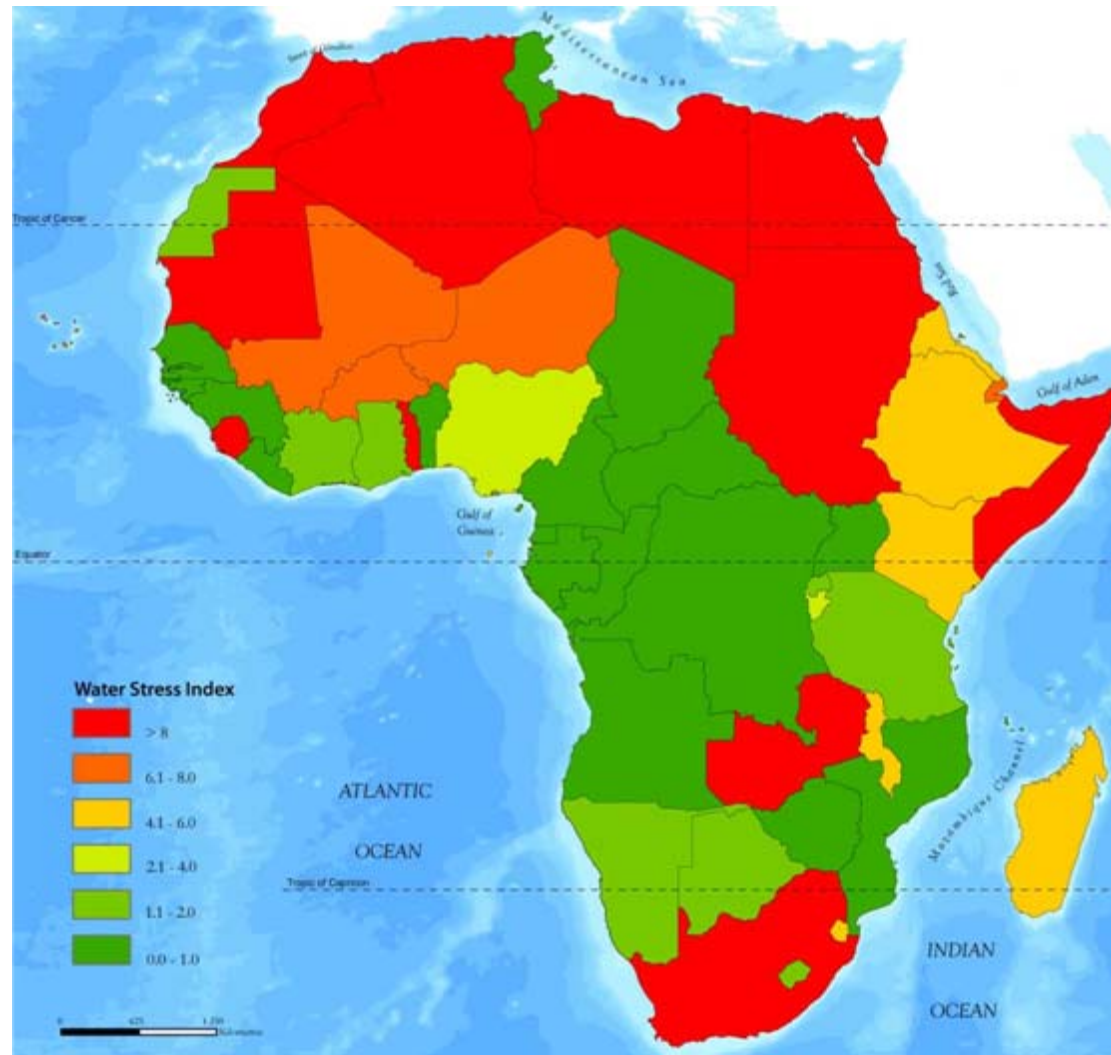 Mediterranean Sea
Tropic of Cancer
Red Sea
Gulf of Aden
Gulf of
Guinea
Equator
Water Stress Index
> 8
6.1 - 8.0
4.1 - 6.0
2.1 - 4.0
1.1 - 2.0
0.0 - 1.0
ATLANTIC
OCEAN
Mozambique Channel
Tropic of Capricorn
INDIAN
OCEAN
0